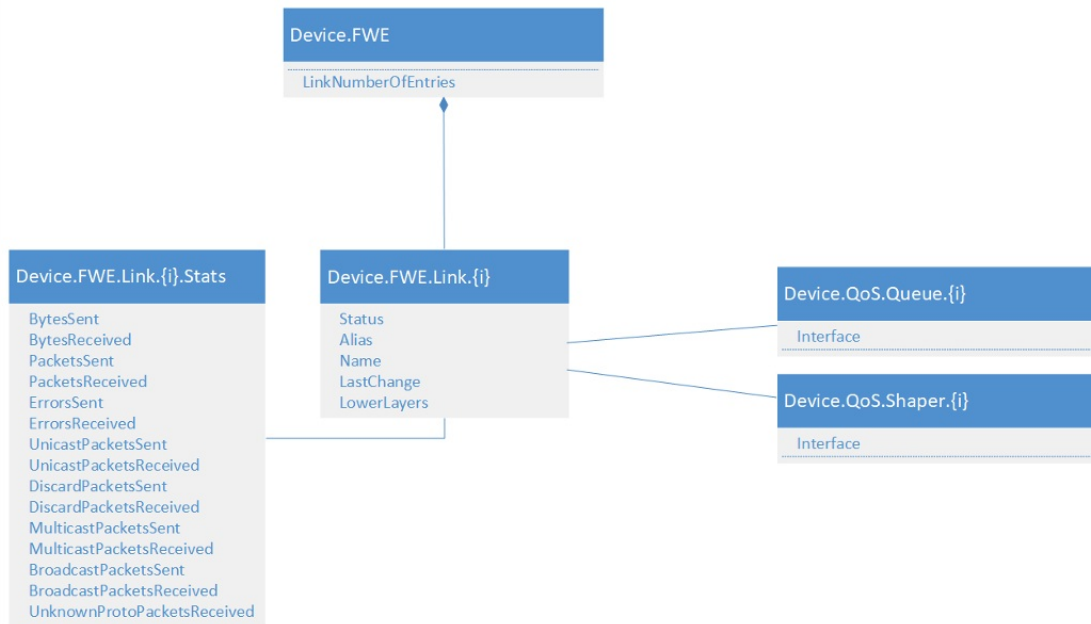 Device.FWE
LinkNumberOfEntries
Device.FWE.Link.{i}.Stats
BytesSent
BytesReceived
PacketsSent
PacketsReceived
ErrorsSent
ErrorsReceived
UnicastPacketsSent
UnicastPacketsReceived
DiscardPacketsSent
DiscardPacketsReceived
MulticastPacketsSent
MulticastPacketsReceived
BroadcastPacketsSent
BroadcastPacketsReceived
UnknownProtoPacketsReceived
Device.FWE.Link.{i}
Status
Alias
Name
LastChange
LowerLayers
Device.QoS.Queue.{i}
Interface
Device.QoS.Shaper.{i}
Interface